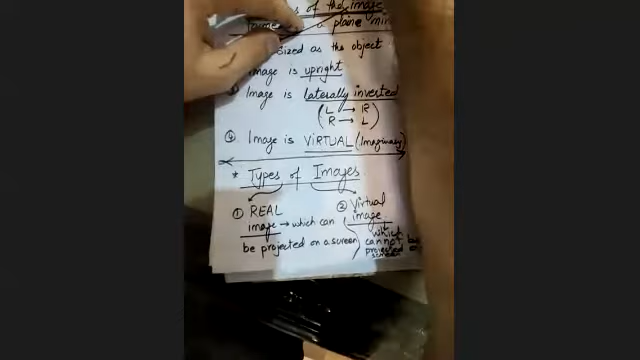 of the image
a plane
sized as the object
image is upright
Image is laterally inverted
(L → R
R → L)
④ Image is VIRTUAL (Imaginary)
* Types of Images
① REAL
image → which can
be projected on a screen
② Virtual
image
which
cannot be
projected on
screen